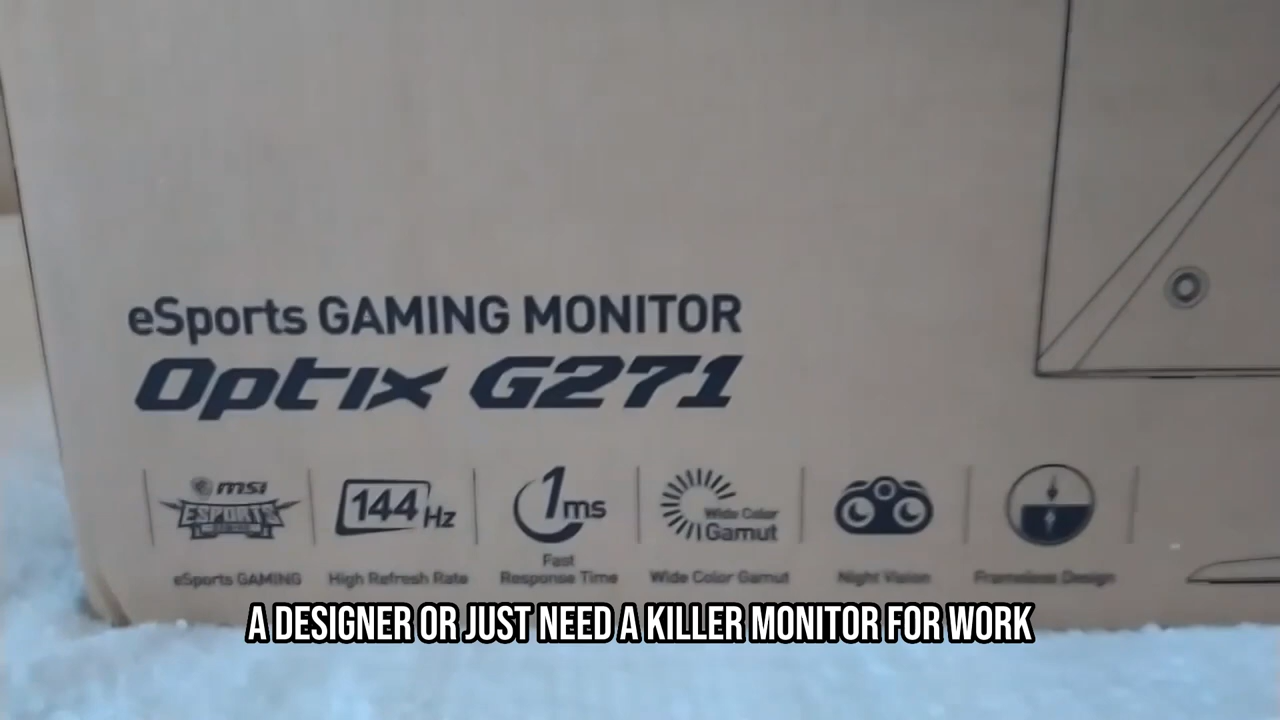 eSports GAMING MONITOR
Optix G271
msi
ESPORTS
144Hz
1ms
Wide Color
Gamut
eSports GAMING
High Refresh Rate
Fast
Response Time
Wide Color Gamut
Night Vision
Frameless Design
A DESIGNER OR JUST NEED A KILLER MONITOR FOR WORK